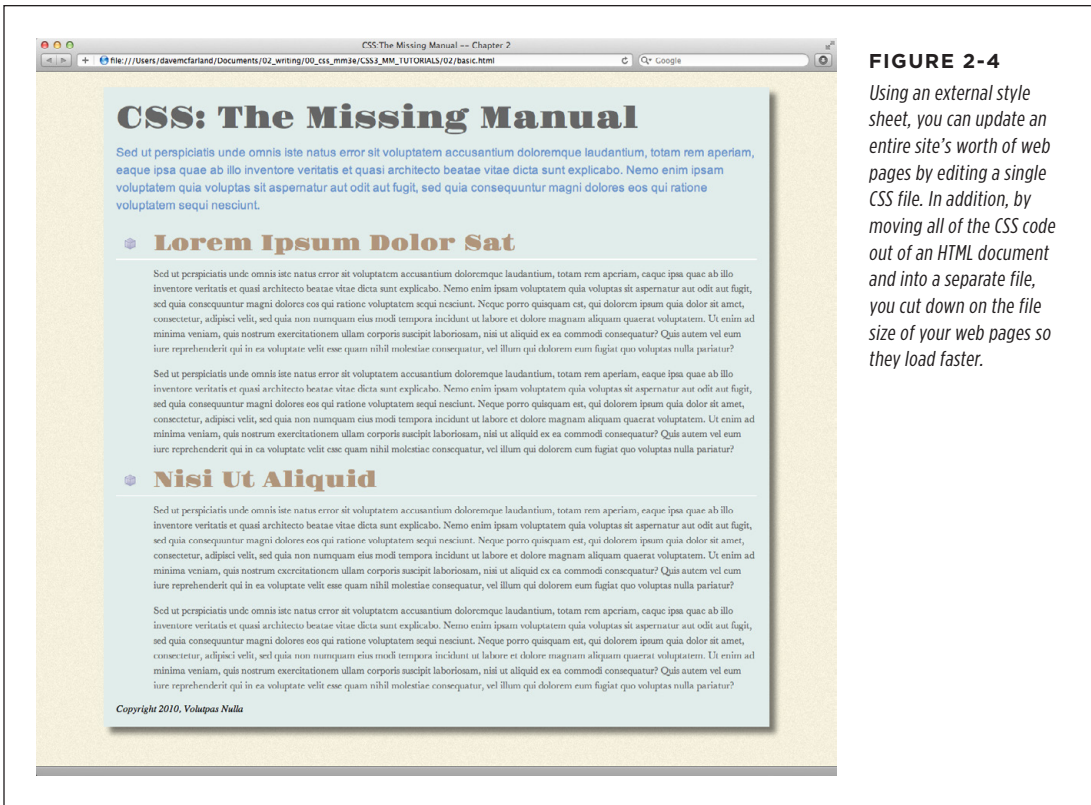 CSS:The Missing Manual -- Chapter 2
file:///Users/davemcfarland/Documents/02_writing/00_css_mm3e/CSS3_MM_TUTORIALS/02/basic.html
Google
CSS: The Missing Manual
Sed ut perspiciatis unde omnis iste natus error sit voluptatem accusantium doloremque laudantium, totam rem aperiam,
eaque ipsa quae ab illo inventore veritatis et quasi architecto beatae vitae dicta sunt explicabo. Nemo enim ipsam
voluptatem quia voluptas sit aspernatur aut odit aut fugit, sed quia consequuntur magni dolores eos qui ratione
voluptatem sequi nesciunt.
Lorem Ipsum Dolor Sat
Sed ut perspiciatis unde omnis iste natus error sit voluptatem accusantium doloremque laudantium, totam rem aperiam, eaque ipsa quae ab illo
inventore veritatis et quasi architecto beatae vitae dicta sunt explicabo. Nemo enim ipsam voluptatem quia voluptas sit aspernatur aut odit aut fugit,
sed quia consequuntur magni dolores eos qui ratione voluptatem sequi nesciunt. Neque porro quisquam est, qui dolorem ipsum quia dolor sit amet,
consectetur, adipisci velit, sed quia non numquam eius modi tempora incidunt ut labore et dolore magnam aliquam quaerat voluptatem. Ut enim ad
minima veniam, quis nostrum exercitationem ullam corporis suscipit laboriosam, nisi ut aliquid ex ea commodi consequatur? Quis autem vel eum
iure reprehenderit qui in ea voluptate velit esse quam nihil molestiae consequatur, vel illum qui dolorem eum fugiat quo voluptas nulla pariatur?
Sed ut perspiciatis unde omnis iste natus error sit voluptatem accusantium doloremque laudantium, totam rem aperiam, eaque ipsa quae ab illo
inventore veritatis et quasi architecto beatae vitae dicta sunt explicabo. Nemo enim ipsam voluptatem quia voluptas sit aspernatur aut odit aut fugit,
sed quia consequuntur magni dolores eos qui ratione voluptatem sequi nesciunt. Neque porro quisquam est, qui dolorem ipsum quia dolor sit amet,
consectetur, adipisci velit, sed quia non numquam eius modi tempora incidunt ut labore et dolore magnam aliquam quaerat voluptatem. Ut enim ad
minima veniam, quis nostrum exercitationem ullam corporis suscipit laboriosam, nisi ut aliquid ex ea commodi consequatur? Quis autem vel eum
iure reprehenderit qui in ea voluptate velit esse quam nihil molestiae consequatur, vel illum qui dolorem eum fugiat quo voluptas nulla pariatur?
Nisi Ut Aliquid
Sed ut perspiciatis unde omnis iste natus error sit voluptatem accusantium doloremque laudantium, totam rem aperiam, eaque ipsa quae ab illo
inventore veritatis et quasi architecto beatae vitae dicta sunt explicabo. Nemo enim ipsam voluptatem quia voluptas sit aspernatur aut odit aut fugit,
sed quia consequuntur magni dolores eos qui ratione voluptatem sequi nesciunt. Neque porro quisquam est, qui dolorem ipsum quia dolor sit amet,
consectetur, adipisci velit, sed quia non numquam eius modi tempora incidunt ut labore et dolore magnam aliquam quaerat voluptatem. Ut enim ad
minima veniam, quis nostrum exercitationem ullam corporis suscipit laboriosam, nisi ut aliquid ex ea commodi consequatur? Quis autem vel eum
iure reprehenderit qui in ea voluptate velit esse quam nihil molestiae consequatur, vel illum qui dolorem eum fugiat quo voluptas nulla pariatur?
Sed ut perspiciatis unde omnis iste natus error sit voluptatem accusantium doloremque laudantium, totam rem aperiam, eaque ipsa quae ab illo
inventore veritatis et quasi architecto beatae vitae dicta sunt explicabo. Nemo enim ipsam voluptatem quia voluptas sit aspernatur aut odit aut fugit,
sed quia consequuntur magni dolores eos qui ratione voluptatem sequi nesciunt. Neque porro quisquam est, qui dolorem ipsum quia dolor sit amet,
consectetur, adipisci velit, sed quia non numquam eius modi tempora incidunt ut labore et dolore magnam aliquam quaerat voluptatem. Ut enim ad
minima veniam, quis nostrum exercitationem ullam corporis suscipit laboriosam, nisi ut aliquid ex ea commodi consequatur? Quis autem vel eum
iure reprehenderit qui in ea voluptate velit esse quam nihil molestiae consequatur, vel illum qui dolorem eum fugiat quo voluptas nulla pariatur?
Copyright 2010, Volutpas Nulla
FIGURE 2-4
Using an external style
sheet, you can update an
entire site's worth of web
pages by editing a single
CSS file. In addition, by
moving all of the CSS code
out of an HTML document
and into a separate file,
you cut down on the file
size of your web pages so
they load faster.